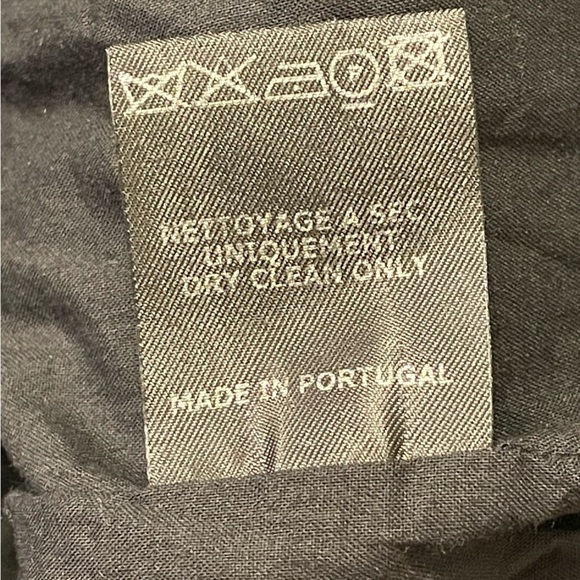 P
NETTOYAGE A SEC
UNIQUEMENT
DRY CLEAN ONLY
MADE IN PORTUGAL